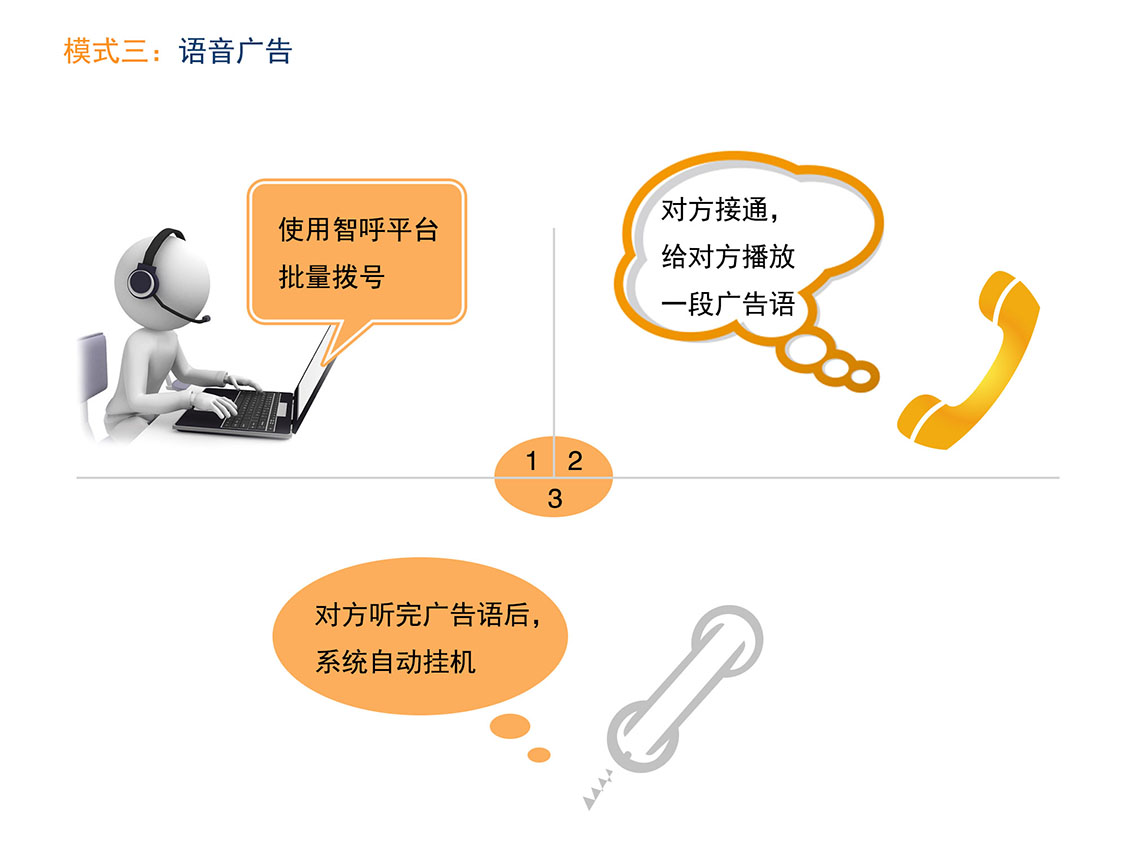 模式三：语音广告
使用智呼平台
批量拨号
对方接通，
给对方播放
一段广告语
1
2
3
对方听完广告语后，
系统自动挂机